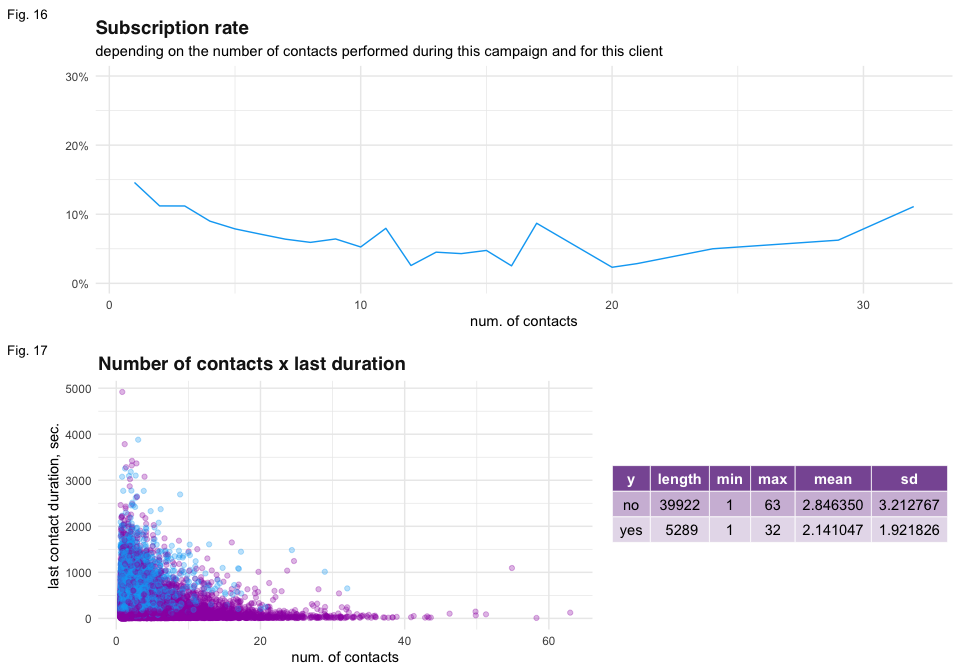 Fig. 16
Subscription rate
depending on the number of contacts performed during this campaign and for this client
30%
20%
10%
0%
0 10 20 30
num. of contacts
Fig. 17
Number of contacts x last duration
last contact duration, sec.
5000
4000
3000
2000
1000
0
0 20 40 60
num. of contacts
y length min max mean sd
no 39922 1 63 2.846350 3.212767
yes 5289 1 32 2.141047 1.921826